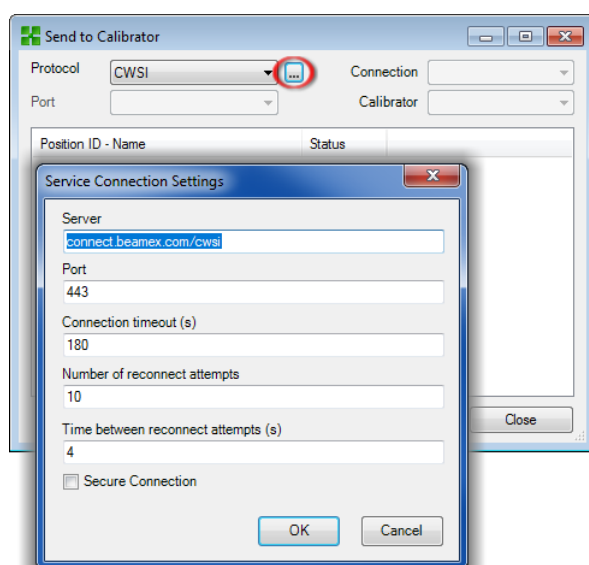 Send to Calibrator
Protocol CWSI ... Connection
Port Calibrator
Position ID - Name Status
Service Connection Settings
Server
connect.beamex.com/cwsi
Port
443
Connection timeout (s)
180
Number of reconnect attempts
10
Time between reconnect attempts (s)
4
Secure Connection
OK Cancel
Close